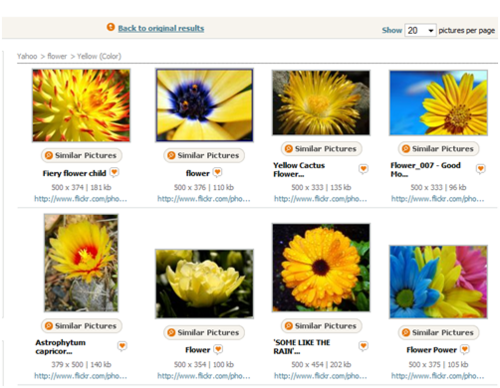 Back to original results
Show 20 pictures per page
Yahoo > flower > Yellow (Color)
Similar Pictures
Similar Pictures
Similar Pictures
Similar Pictures
Fiery flower child
flower
Yellow Cactus
Flower...
Flower_007 - Good
Mo...
500 x 374 | 181 kb
500 x 376 | 110 kb
500 x 333 | 135 kb
500 x 333 | 96 kb
http://www.flickr.com/pho...
http://www.flickr.com/pho...
http://www.flickr.com/pho...
http://www.flickr.com/pho...
Similar Pictures
Similar Pictures
Similar Pictures
Similar Pictures
Astrophytum
capricor...
Flower
'SOME LIKE THE
RAIN'...
Flower Power
379 x 500 | 140 kb
500 x 354 | 100 kb
500 x 454 | 202 kb
500 x 375 | 105 kb
http://www.flickr.com/pho...
http://www.flickr.com/pho...
http://www.flickr.com/pho...
http://www.flickr.com/pho...